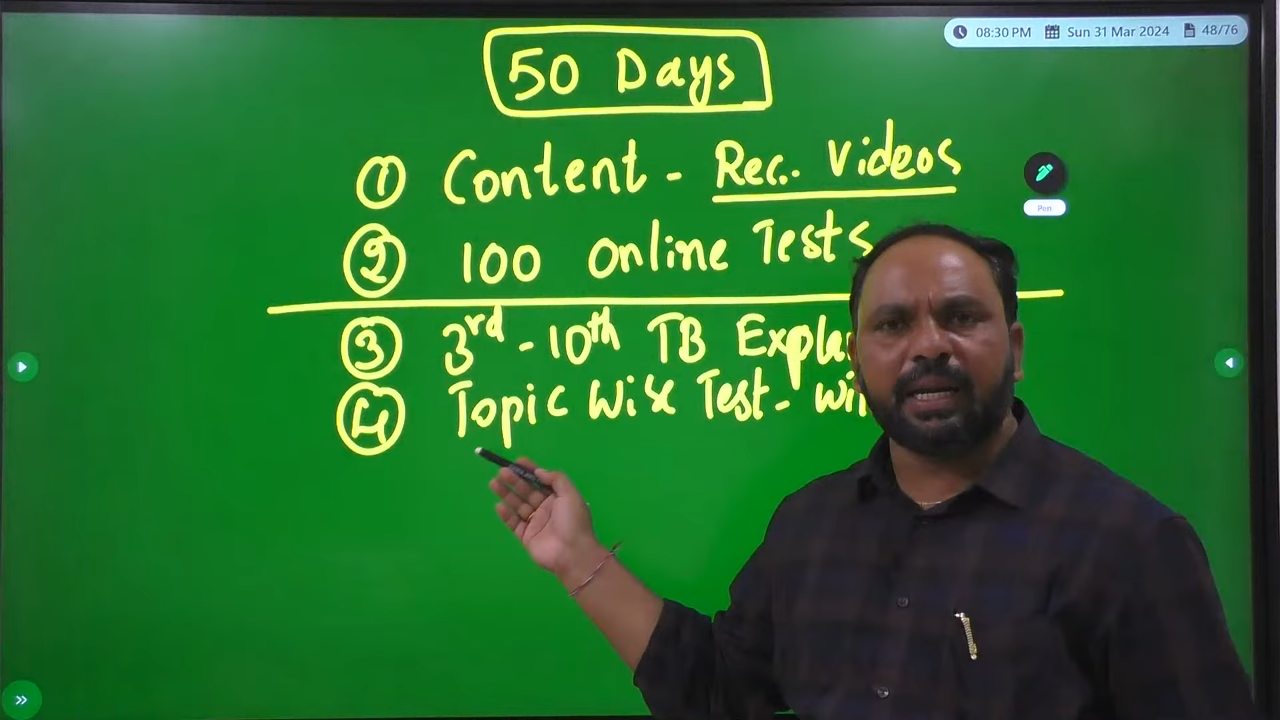 08:30 PM Sun 31 Mar 2024 48/76
50 Days
① Content - Rec.. Videos
Pen
② 100 Online Tests
③ 3rd - 10th TB
④ Topic Wise Test -